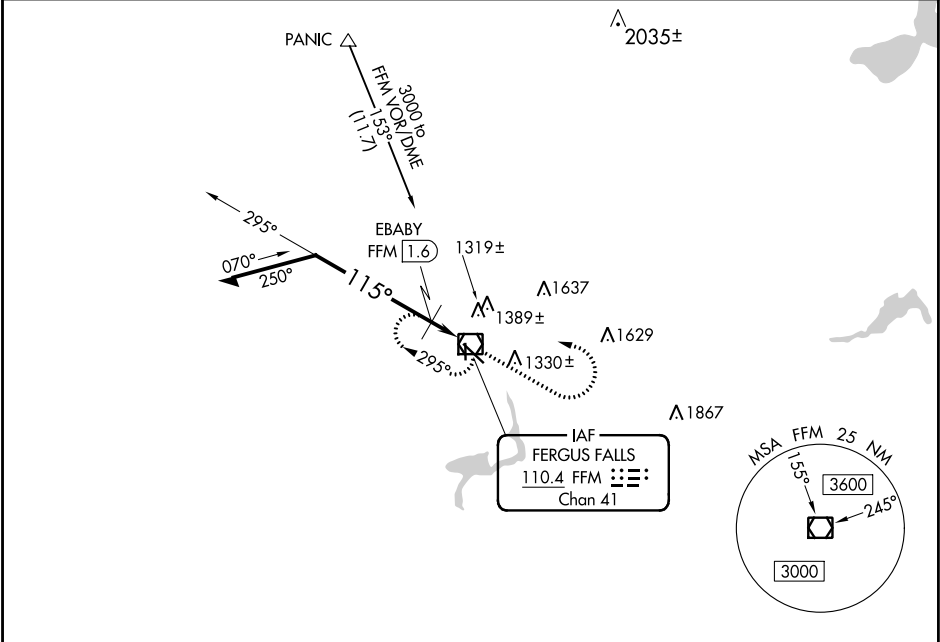 2035±
PANIC
3000 to
FFM VOR/DME
153°
(11.7)
295°
EBABY
FFM 1.6
1319±
070°
250°
115°
1637
1389±
1629
1330±
295°
1867
IAF
FERGUS FALLS
110.4 FFM
Chan 41
MSA FFM 25 NM
155°
3600
245°
3000